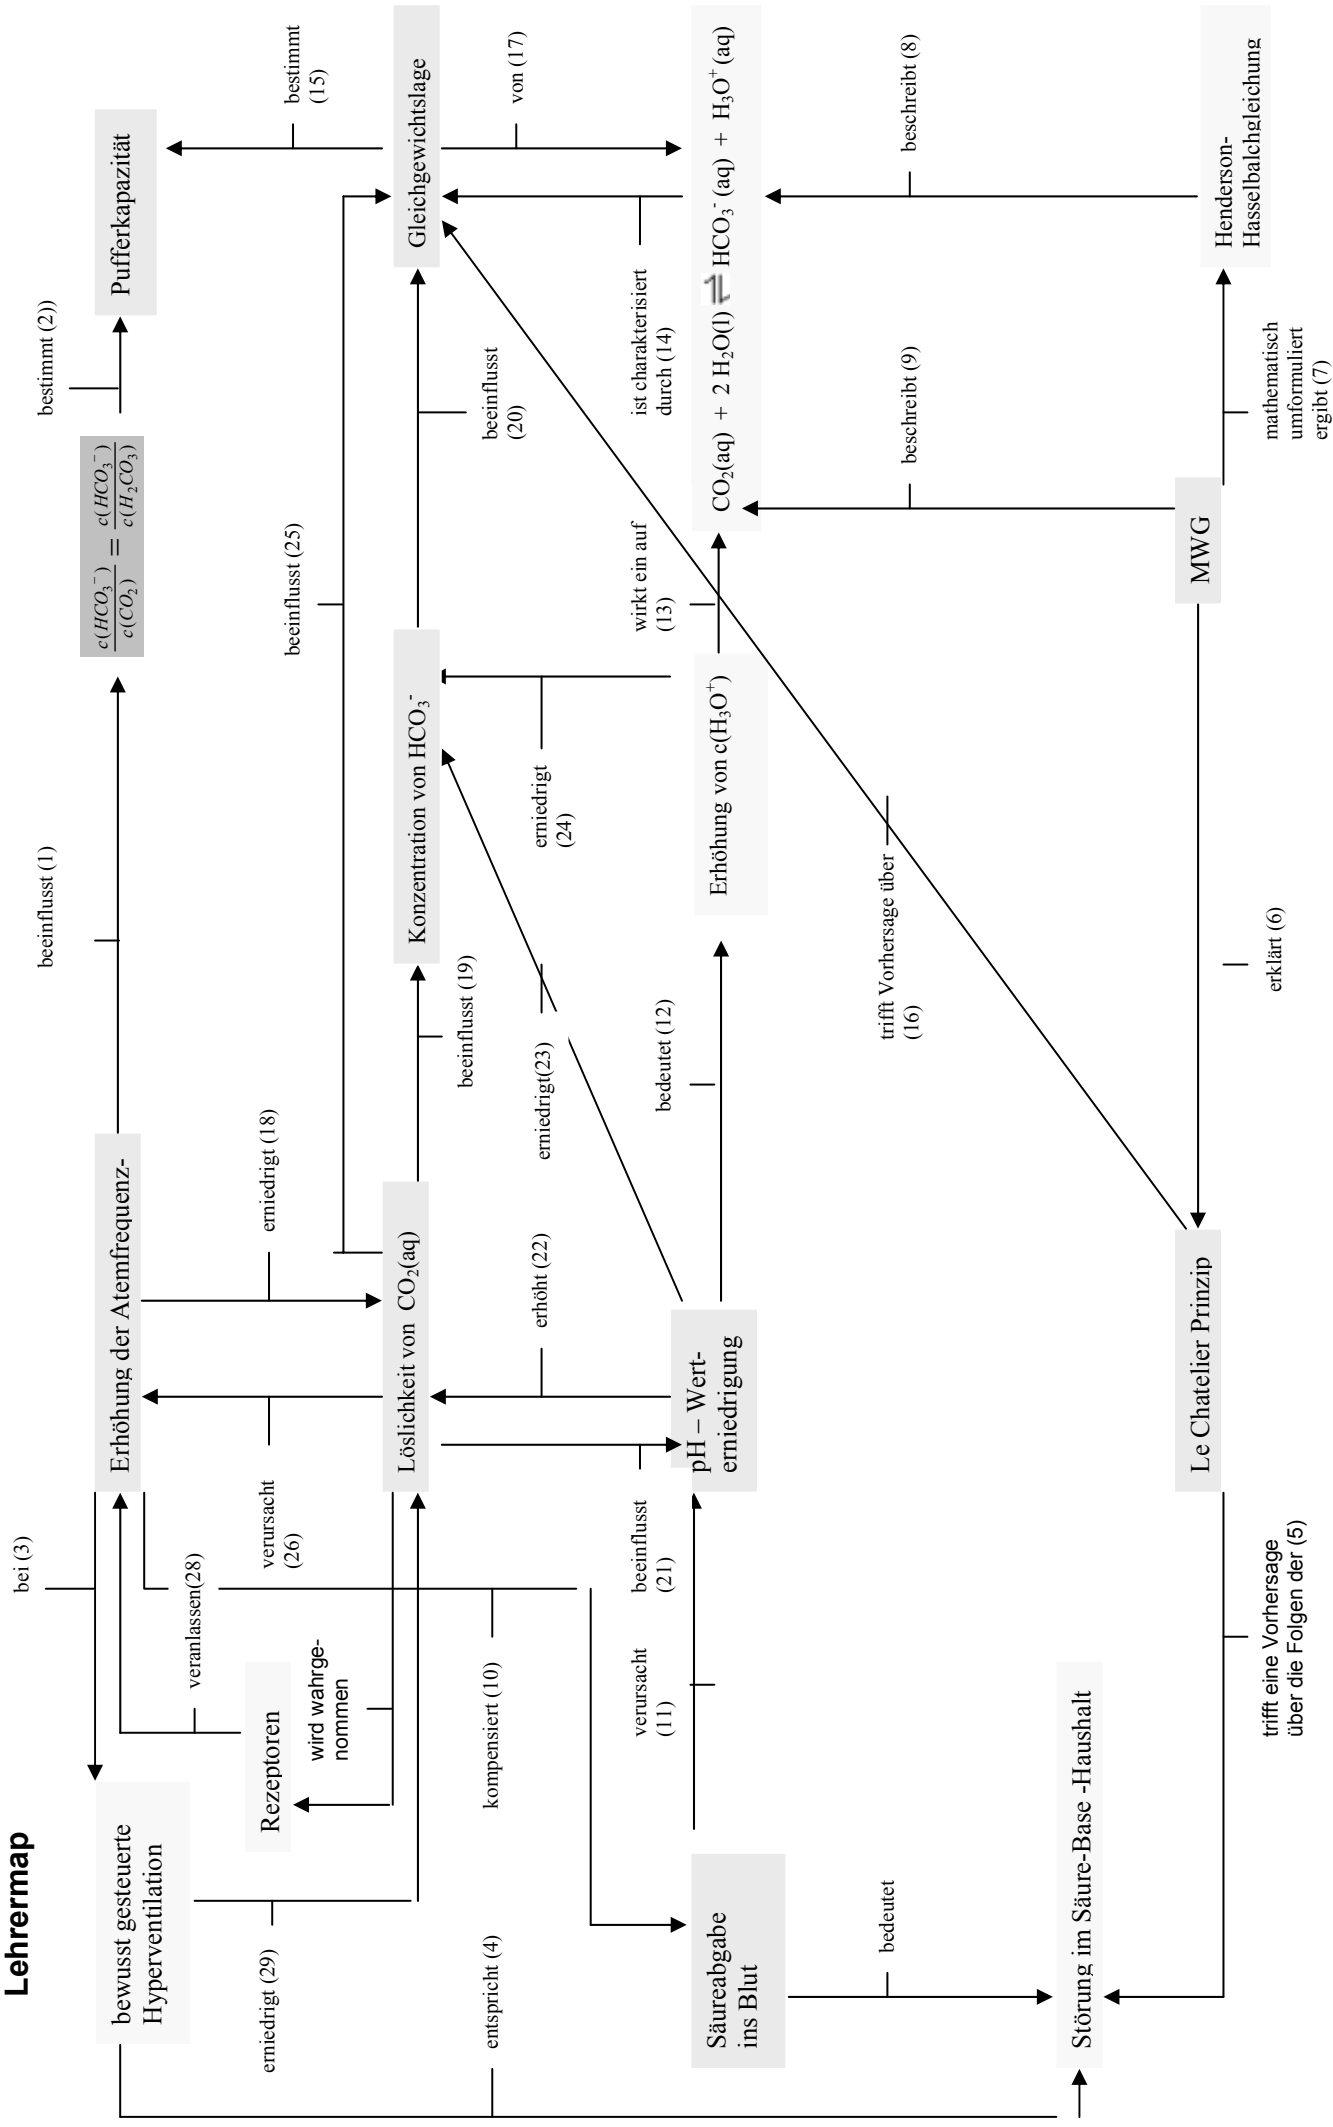 Lehrermap
bei (3)
beeinflusst (1)
bestimmt (2))
bewusst gesteuerte
Hyperventilation
Erhöhung der Atemfrequenz-
c(HCO₃⁻)/c(CO₂) = c(HCO₃⁻)/c(H₂CO₃)
Pufferkapazität
veranlassen(28)
erniedrigt (29)
Rezeptoren
wird wahrge-
nommen
verursacht
(26)
erniedrigt (18)
beeinflusst (25)
bestimmt
(15)
Löslichkeit von CO₂(aq)
beeinflusst (19)
Konzentration von HCO₃⁻
beeinflusst
(20)
Gleichgewichtslage
entspricht (4)
kompensiert (10)
erhöht (22)
erniedrigt(23)
erniedrigt
(24)
von (17)
verursacht
(11)
beeinflusst
(21)
bedeutet (12)
wirkt ein auf
(13)
ist charakterisiert
durch (14)
Säureabgabe
ins Blut
pH – Wert-
erniedrigung
Erhöhung von c(H₃O⁺)
CO₂(aq) + 2 H₂O(l) ⇌ HCO₃⁻(aq) + H₃O⁺(aq)
bedeutet
trifft Vorhersage über
(16)
beschreibt (9)
beschreibt (8)
Störung im Säure-Base -Haushalt
Le Chatelier Prinzip
MWG
Henderson-
Hasselbalchgleichung
trifft eine Vorhersage
über die Folgen der (5)
erklärt (6)
mathematisch
umformuliert
ergibt (7)